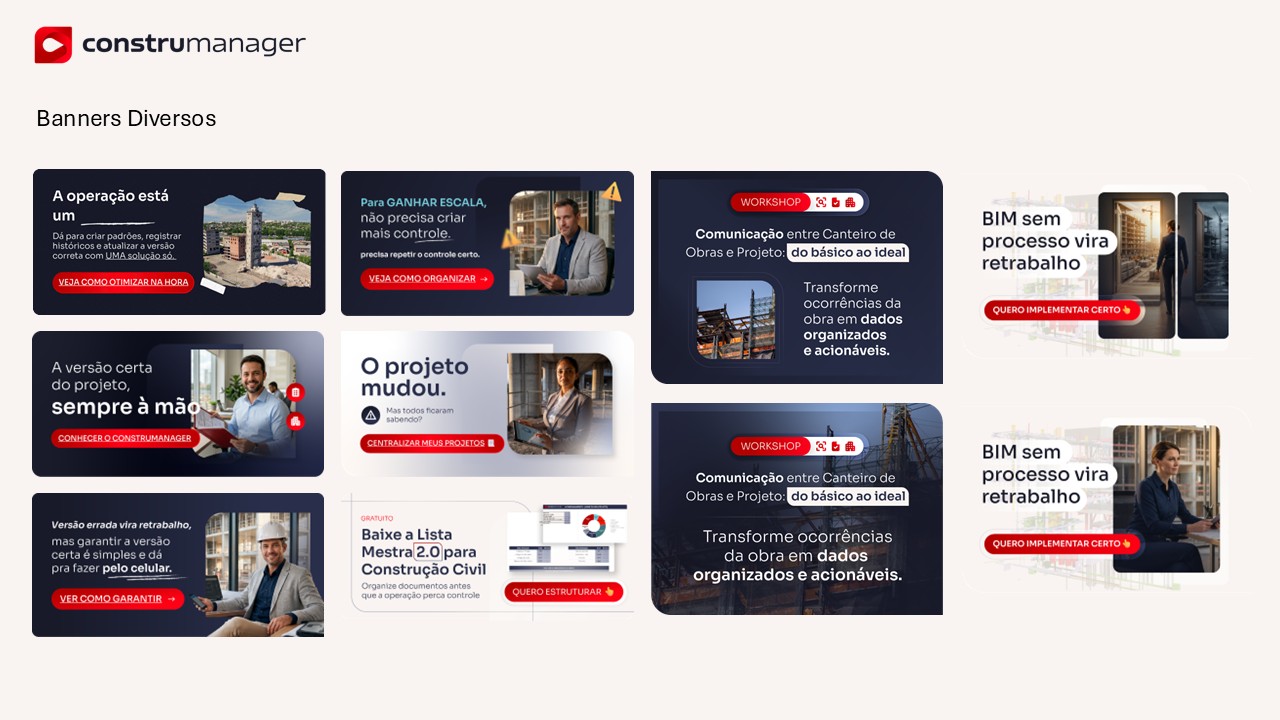 construmanager
Banners Diversos
A operação está
um
Dá para criar padrões, registrar
históricos e atualizar a versão
correta com UMA solução só.
VEJA COMO OTIMIZAR NA HORA
Para GANHAR ESCALA,
não precisa criar
mais controle.
precisa repetir o controle certo.
VEJA COMO ORGANIZAR →
A versão certa
do projeto,
sempre à mão
CONHECER O CONSTRUMANAGER
O projeto
mudou.
Mas todos ficaram
sabendo?
CENTRALIZAR MEUS PROJETOS
Versão errada vira retrabalho,
mas garantir a versão
certa é simples e dá
pra fazer pelo celular.
VER COMO GARANTIR →
GRATUITO
Baixe a Lista
Mestra 2.0 para
Construção Civil
Organize documentos antes
que a operação perca controle
QUERO ESTRUTURAR
WORKSHOP
Comunicação entre Canteiro de
Obras e Projeto: do básico ao ideal
Transforme
ocorrências da
obra em dados
organizados
e acionáveis.
WORKSHOP
Comunicação entre Canteiro de
Obras e Projeto: do básico ao ideal
Transforme ocorrências
da obra em dados
organizados e acionáveis.
BIM sem
processo vira
retrabalho
QUERO IMPLEMENTAR CERTO
BIM sem
processo vira
retrabalho
QUERO IMPLEMENTAR CERTO